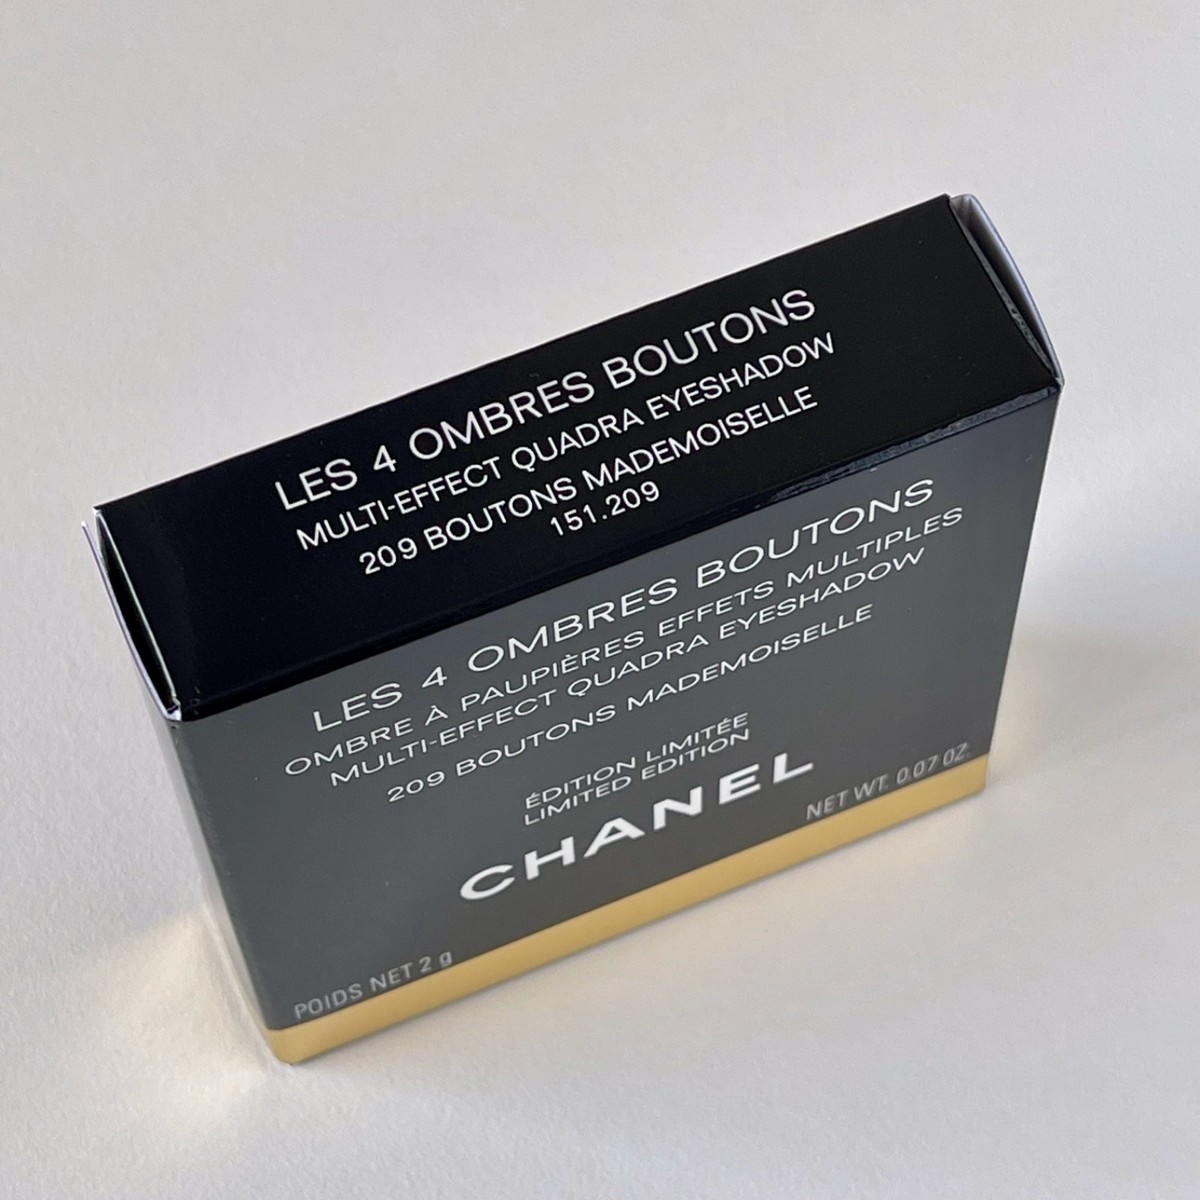 LES 4 OMBRES BOUTONS
MULTI-EFFECT QUADRA EYESHADOW
209 BOUTONS MADEMOISELLE
151.209
LES 4 OMBRES BOUTONS
OMBRE À PAUPIÈRES EFFETS MULTIPLES
MULTI-EFFECT QUADRA EYESHADOW
209 BOUTONS MADEMOISELLE
ÉDITION LIMITÉE
LIMITED EDITION
CHANEL
POIDS NET 2 g
NET WT. 0.07 OZ.